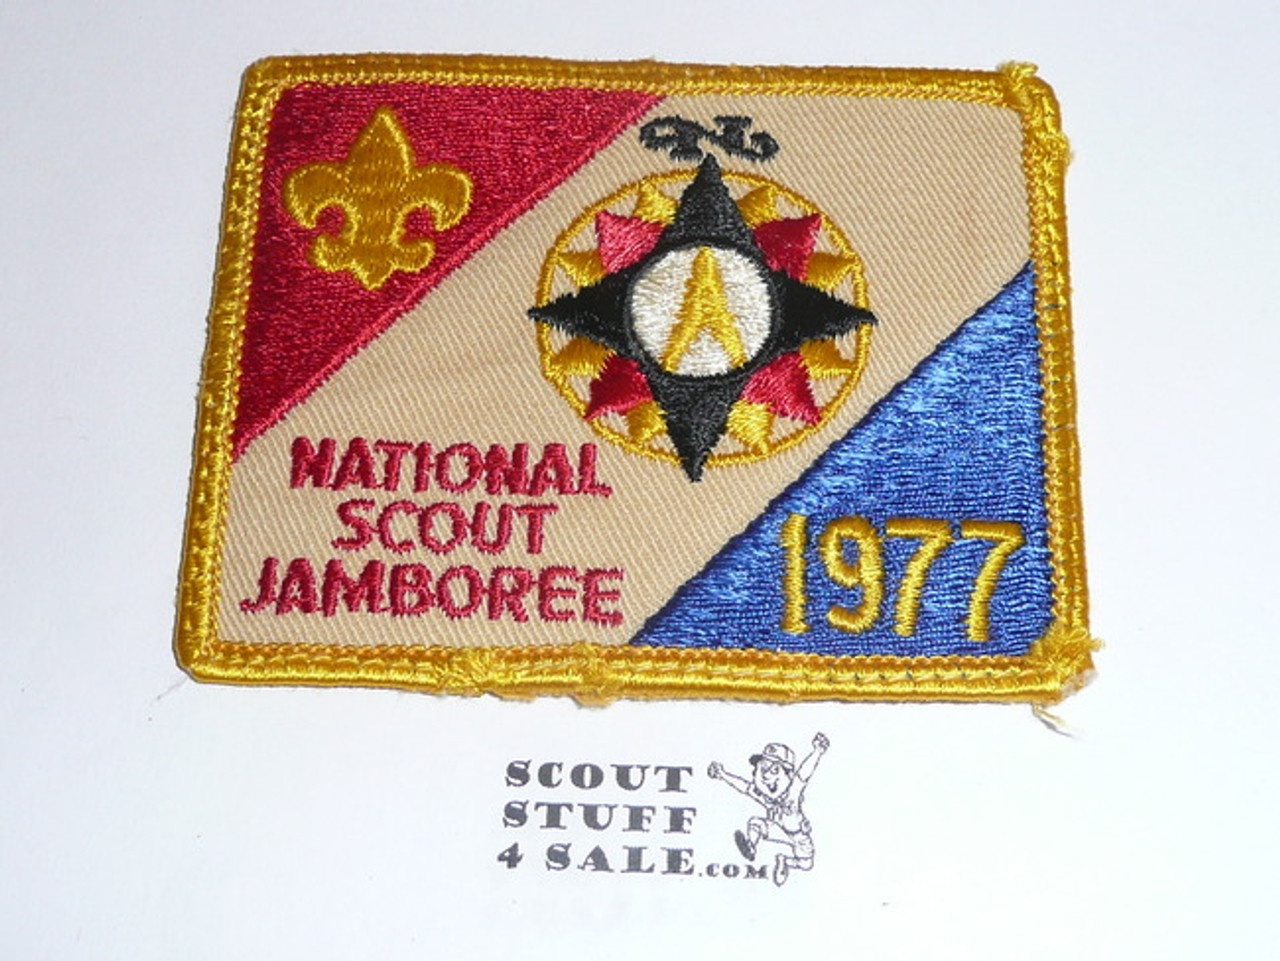 N
NATIONAL
SCOUT
JAMBOREE
1977
SCOUT
STUFF
4 SALE.COM